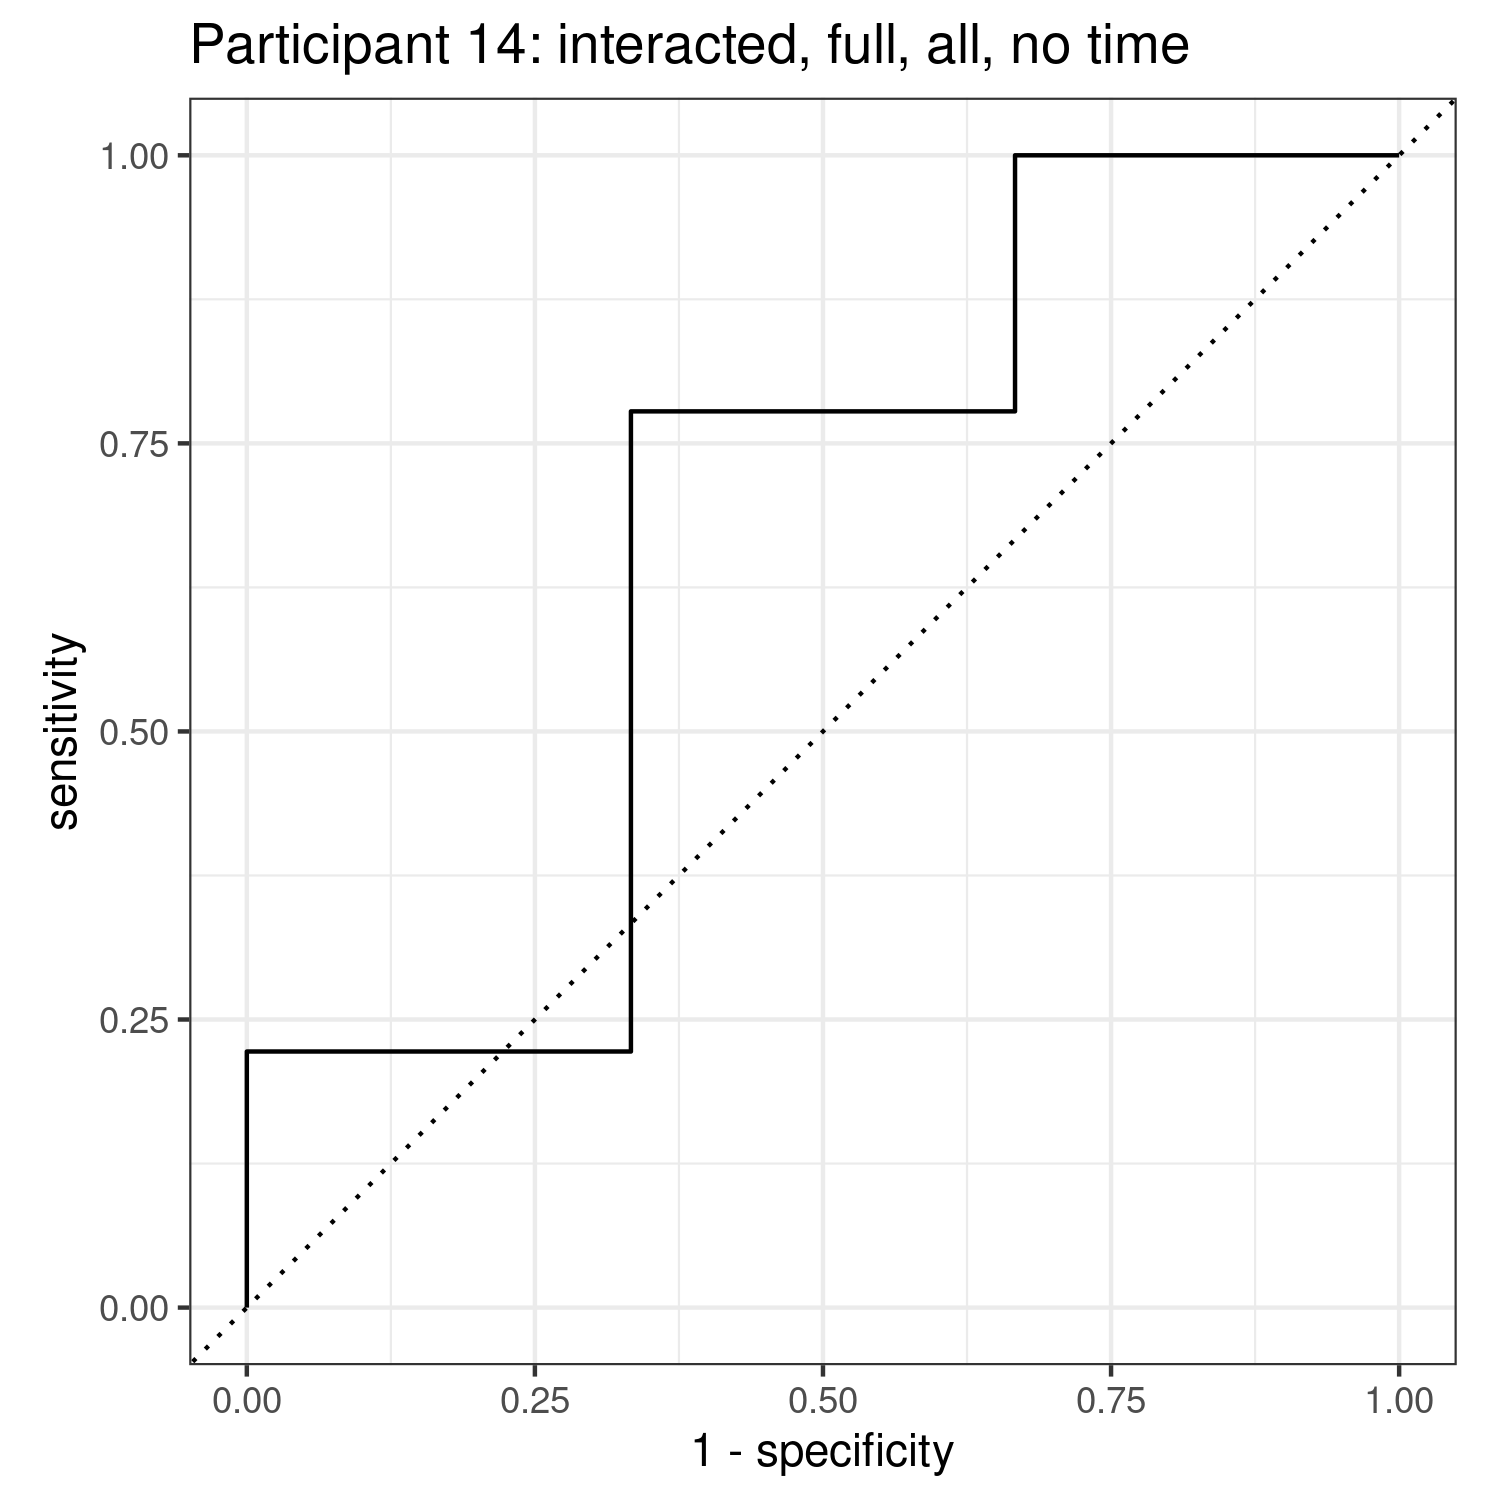 Participant 14: interacted, full, all, no time
1.00
0.75
0.50
0.25
0.00
sensitivity
0.00 0.25 0.50 0.75 1.00
1 - specificity